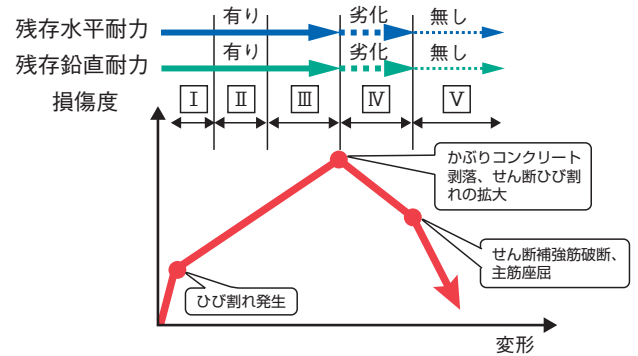 残存水平耐力 有り 劣化 無し
残存鉛直耐力 有り 劣化 無し
損傷度 Ⅰ Ⅱ Ⅲ Ⅳ Ⅴ
かぶりコンクリート
剥落、せん断ひび割
れの拡大
せん断補強筋破断、
主筋座屈
ひび割れ発生
変形